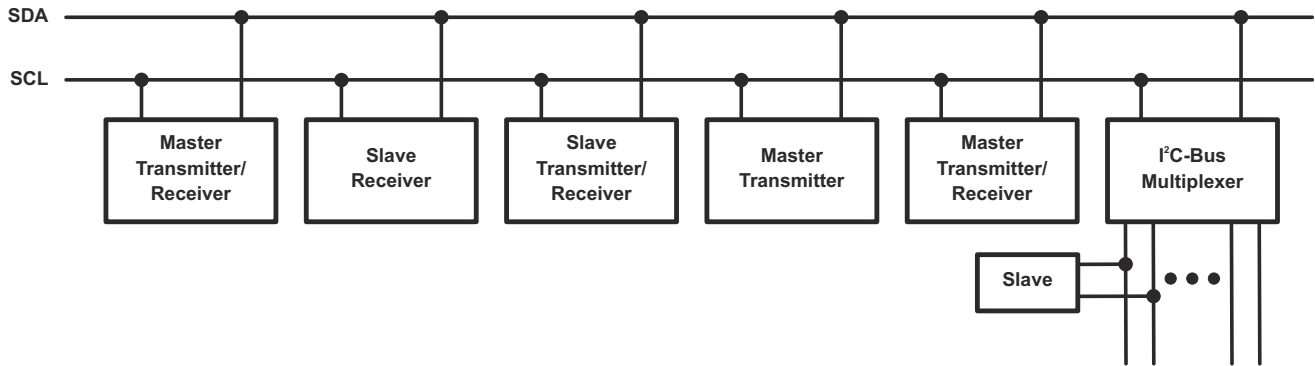 SDA
SCL
Master
Transmitter/
Receiver
Slave
Receiver
Slave
Transmitter/
Receiver
Master
Transmitter
Master
Transmitter/
Receiver
I²C-Bus
Multiplexer
Slave